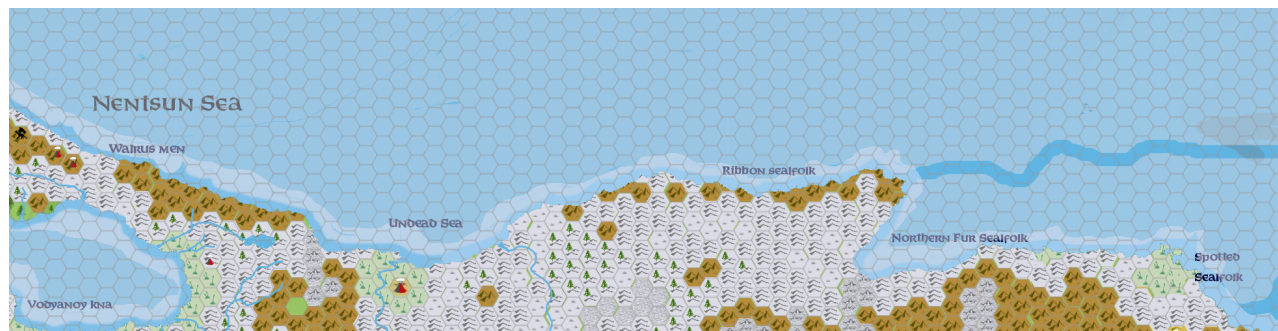 Nentsun Sea
Walrus men
Ribbon sealfolk
Undead Sea
Northern Fur Sealfolk
Spotted
Sealfolk
Vodyanoy Ina